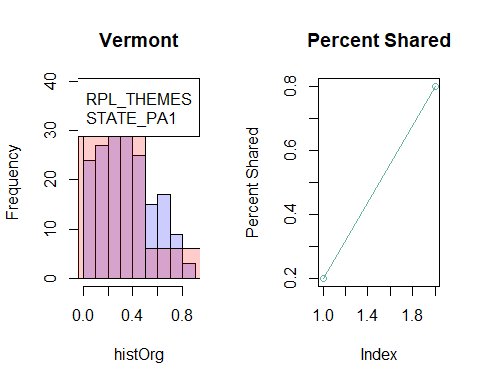 Vermont
RPL_THEMES
STATE_PA1
Frequency
0 10 20 30 40
0.0 0.4 0.8
histOrg
Percent Shared
Percent Shared
0.2 0.4 0.6 0.8
1.0 1.4 1.8
Index